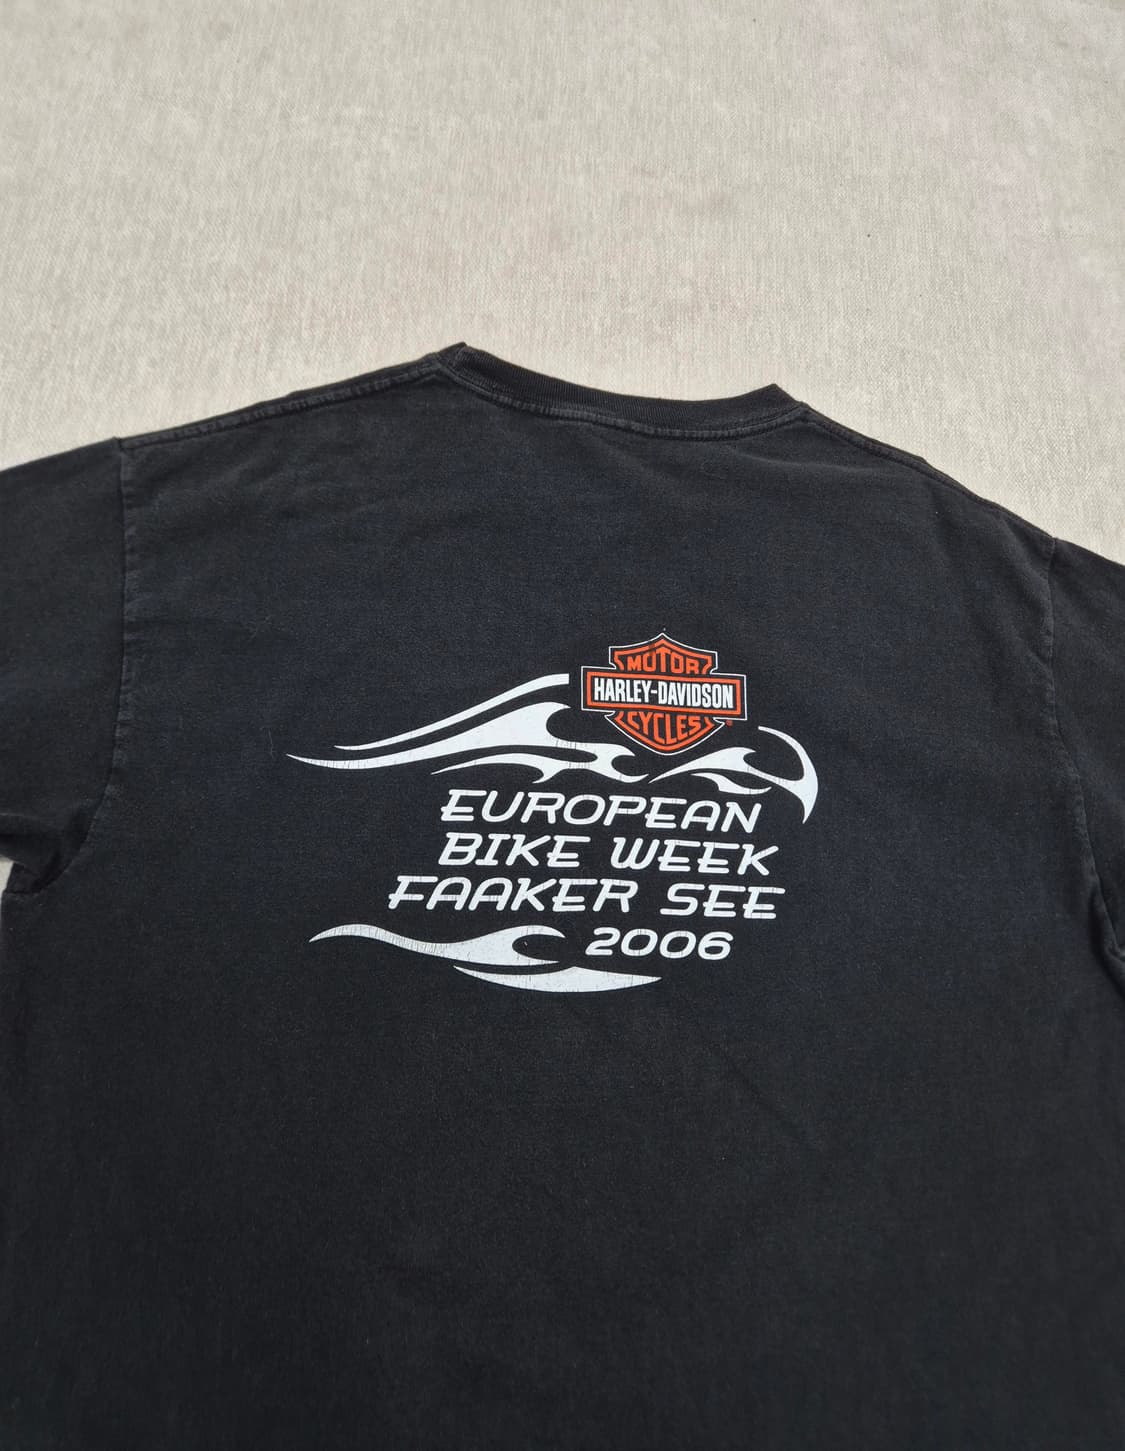 MOTOR
HARLEY-DAVIDSON
CYCLES
EUROPEAN
BIKE WEEK
FAAKER SEE
2006